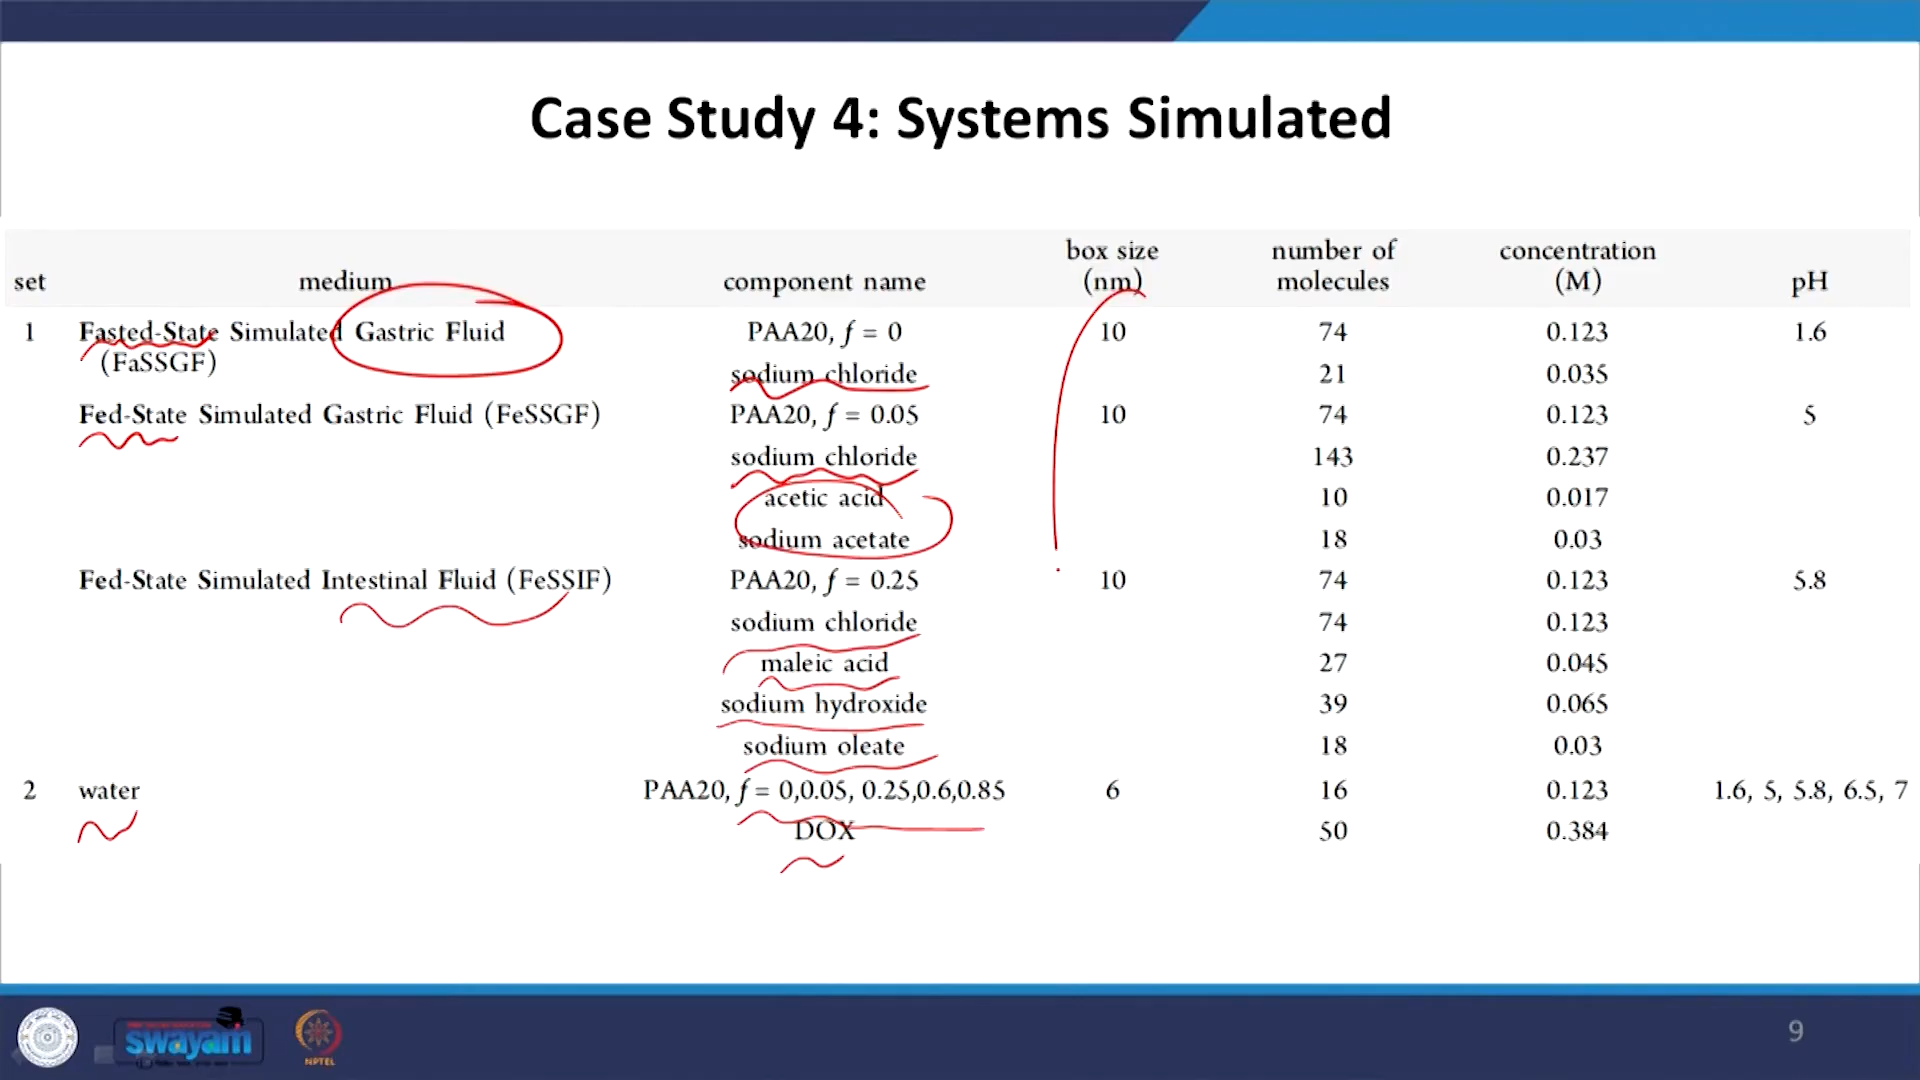 Case Study 4: Systems Simulated
set medium component name box size (nm) number of molecules concentration (M) pH
1 Fasted-State Simulated Gastric Fluid (FaSSGF) PAA20, f = 0 10 74 0.123 1.6
sodium chloride 21 0.035
Fed-State Simulated Gastric Fluid (FeSSGF) PAA20, f = 0.05 10 74 0.123 5
sodium chloride 143 0.237
acetic acid 10 0.017
sodium acetate 18 0.03
Fed-State Simulated Intestinal Fluid (FeSSIF) PAA20, f = 0.25 10 74 0.123 5.8
sodium chloride 74 0.123
maleic acid 27 0.045
sodium hydroxide 39 0.065
sodium oleate 18 0.03
2 water PAA20, f = 0,0.05, 0.25,0.6,0.85 6 16 0.123 1.6, 5, 5.8, 6.5, 7
DOX 50 0.384
swayam
NPTEL
9